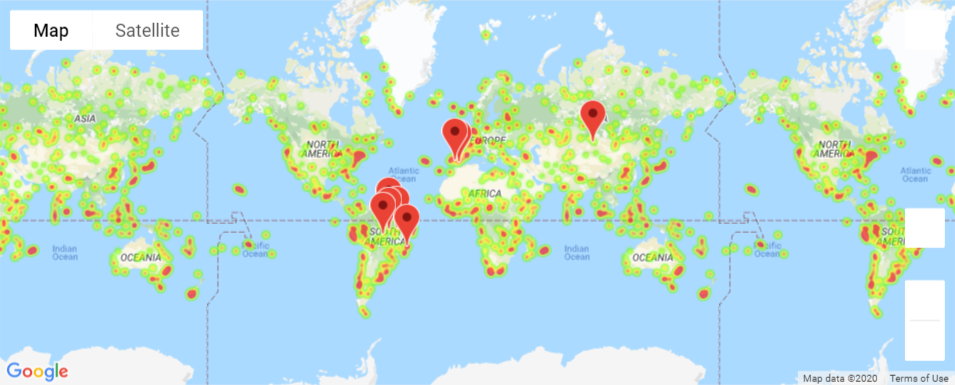 Map Satellite
ASIA
NORTH
AMERICA
Atlantic
Ocean
EUROPE
AFRICA
SOUTH
AMERICA
Indian
Ocean
OCEANIA
Pacific
Ocean
Indian
Ocean
OCEANIA
Pacific
Ocean
NORTH
AMERICA
Atlantic
Ocean
SOUTH
AMERI
Google
Map data ©2020 Terms of Use